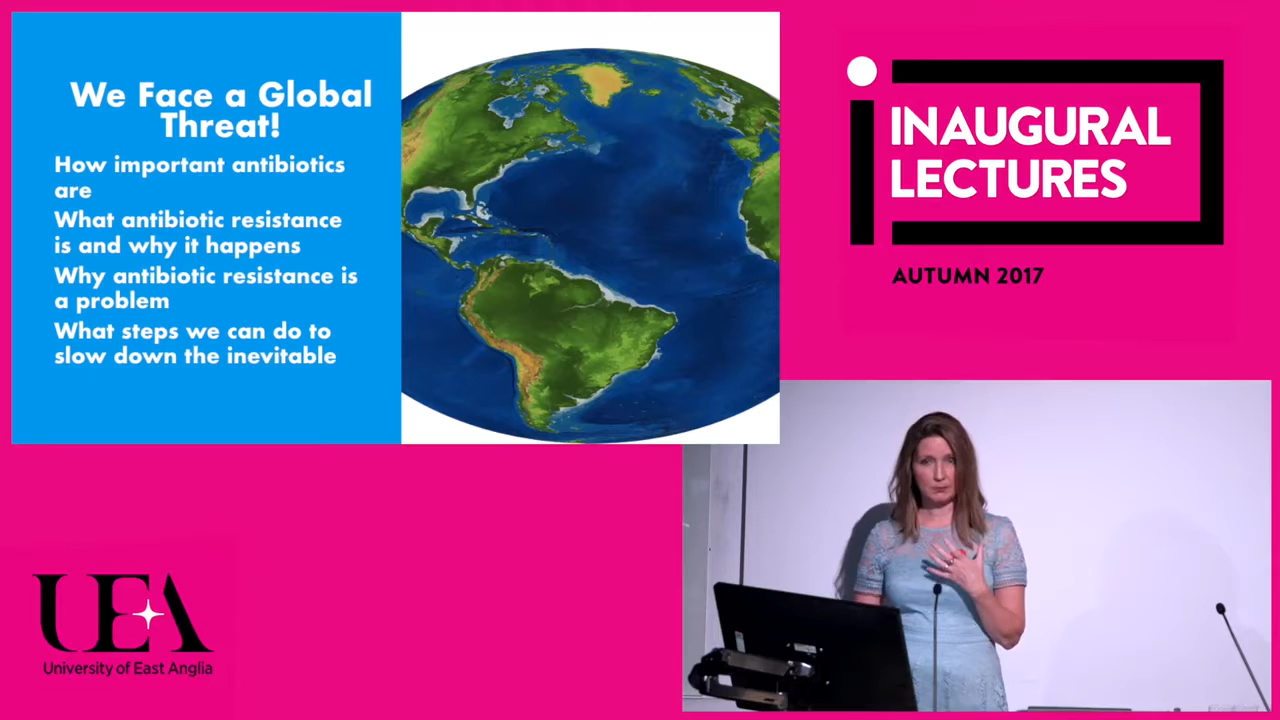 We Face a Global
Threat!
How important antibiotics
are
What antibiotic resistance
is and why it happens
Why antibiotic resistance is
a problem
What steps we can do to
slow down the inevitable
INAUGURAL
LECTURES
AUTUMN 2017
UEA
University of East Anglia